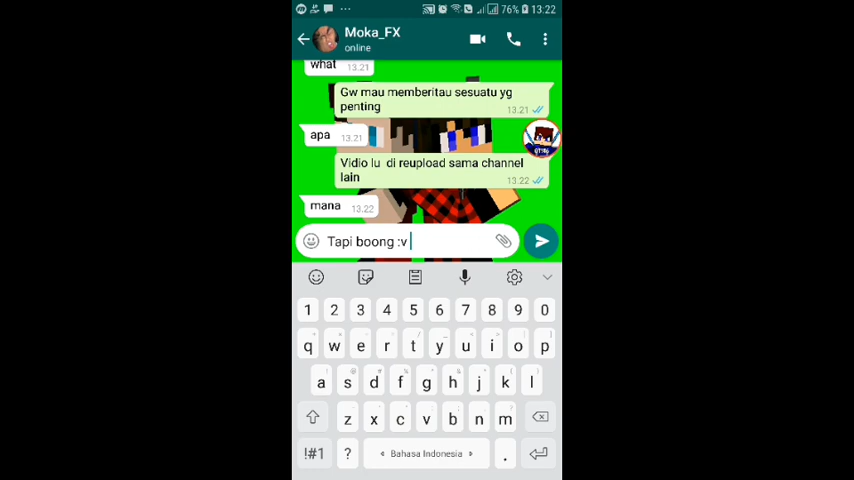 76% 13:22
Moka_FX
online
what 13.21
Gw mau memberitau sesuatu yg
penting 13.21
apa 13.21
Vidio lu di reupload sama channel
lain 13.22
mana 13.22
Tapi boong :v
1 2 3 4 5 6 7 8 9 0
q w e r t y u i o p
a s d f g h j k l
z x c v b n m
!#1 ? Bahasa Indonesia .